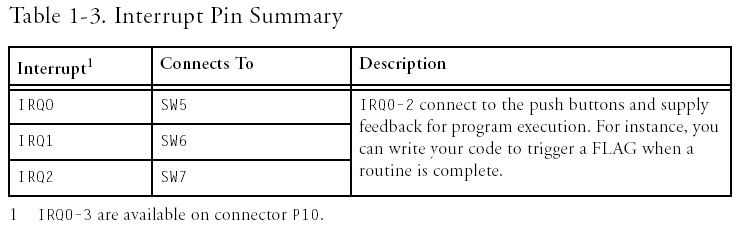 Table 1-3. Interrupt Pin Summary
Interrupt1 Connects To Description
IRQ0 SW5 IRQ0-2 connect to the push buttons and supply
feedback for program execution. For instance, you
IRQ1 SW6 can write your code to trigger a FLAG when a
IRQ2 SW7 routine is complete.
1 IRQ0-3 are available on connector P10.